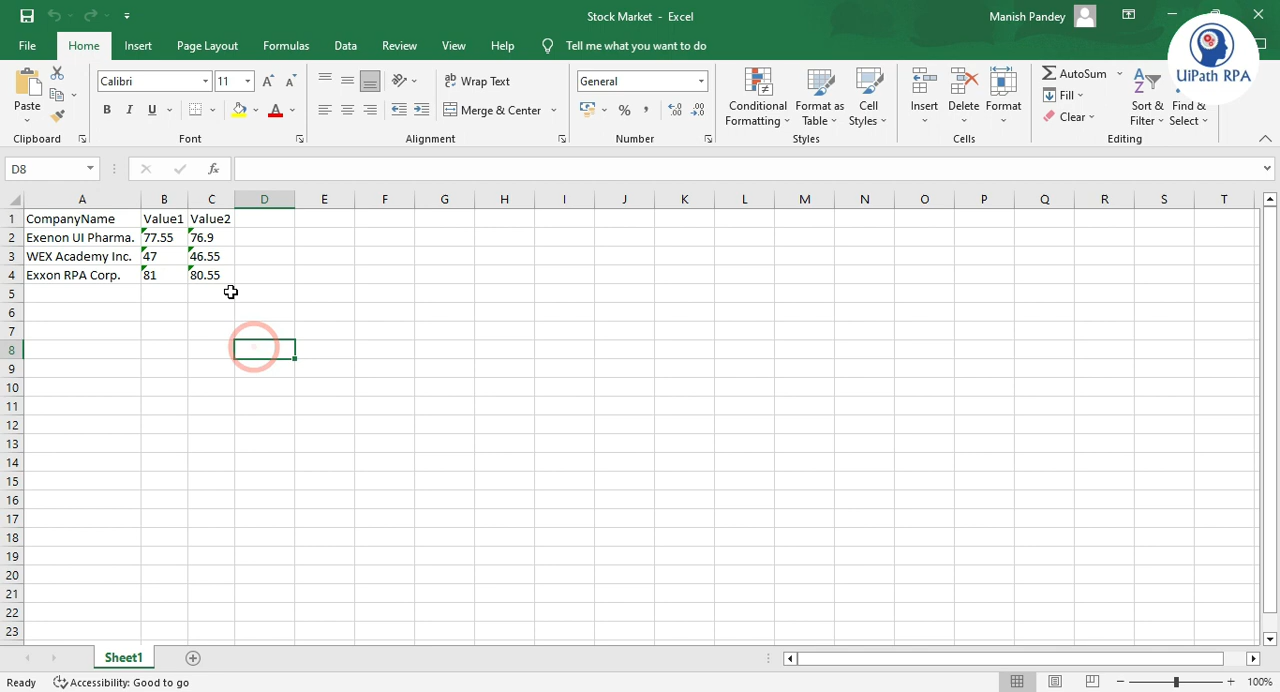 Stock Market - Excel
Manish Pandey
File Home Insert Page Layout Formulas Data Review View Help Tell me what you want to do
UiPath RPA
Paste
Clipboard
Calibri 11
B I U
Font
Wrap Text
Merge & Center
Alignment
General
Number
Conditional Formatting
Format as Table
Cell Styles
Styles
Insert Delete Format
Cells
AutoSum
Fill
Clear
Sort & Filter
Find & Select
Editing
D8
fx
A B C D E F G H I J K L M N O P Q R S T
1 CompanyName Value1 Value2
2 Exenon UI Pharma. 77.55 76.9
3 WEX Academy Inc. 47 46.55
4 Exxon RPA Corp. 81 80.55
5
6
7
8
9
10
11
12
13
14
15
16
17
18
19
20
21
22
23
Sheet1
Ready Accessibility: Good to go 100%